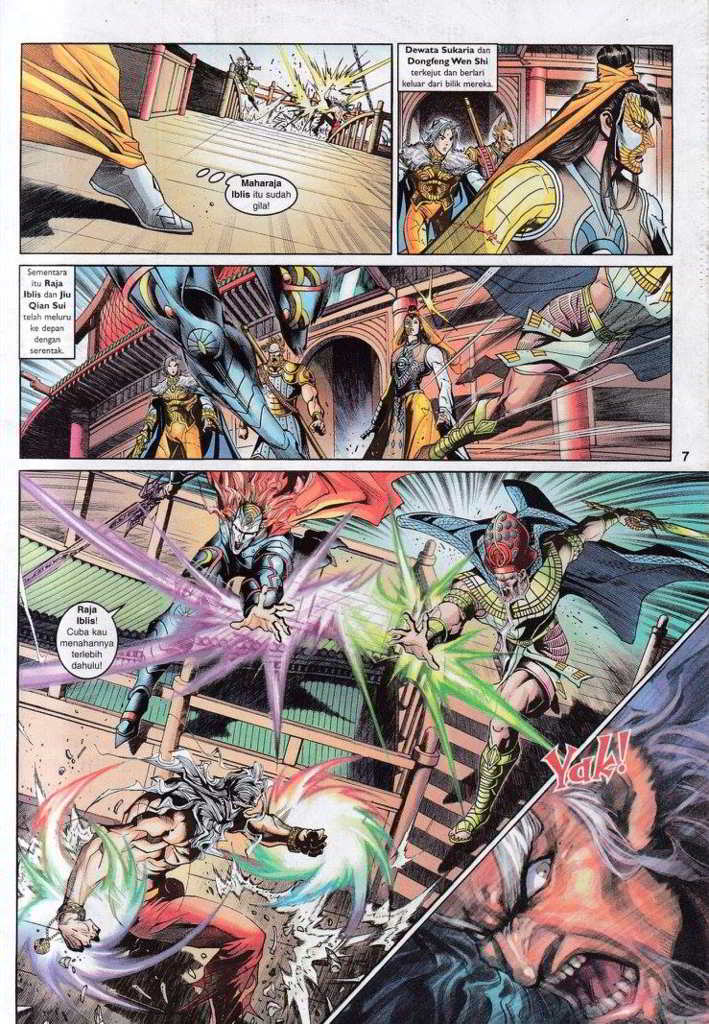 Maharaja
Iblis itu sudah
gila!
Dewata Sukaria dan
Dongfeng Wen Shi
terkejut dan berlari
keluar dari bilik mereka.
Sementara
itu Raja
Iblis dan Jiu
Qian Sui
telah meluru
ke depan
dengan
serentak.
7
Raja
Iblis!
Cuba kau
menahannya
terlebih
dahulu!
Yak!